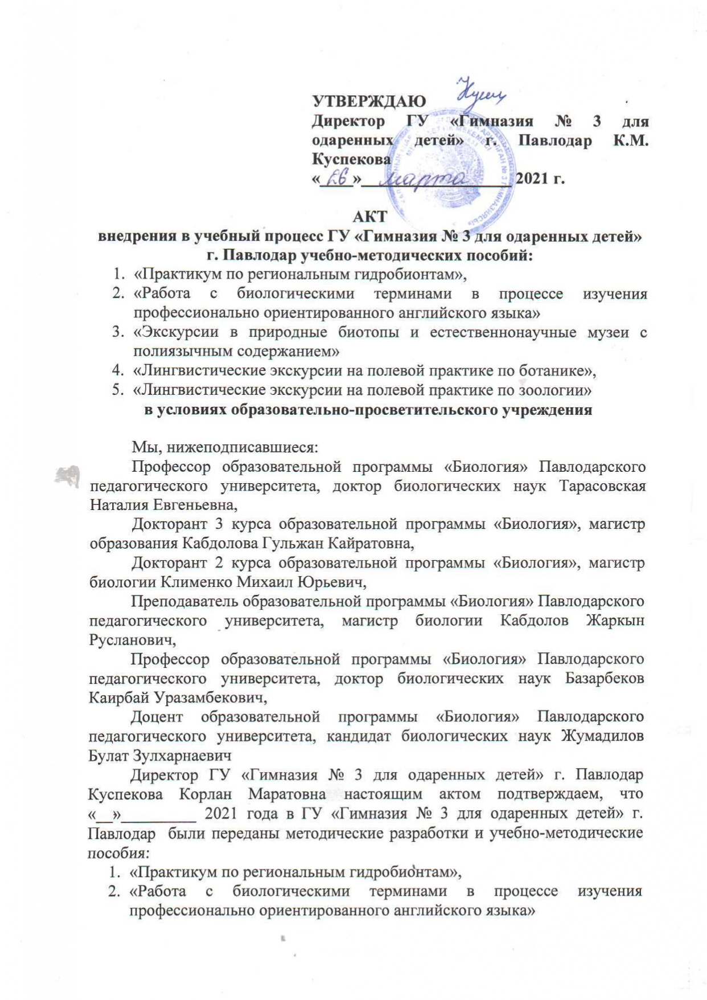 УТВЕРЖДАЮ
Директор ГУ «Гимназия № 3 для
одаренных детей» г. Павлодар К.М.
Куспекова
«26» марта 2021 г.
АКТ
внедрения в учебный процесс ГУ «Гимназия № 3 для одаренных детей»
г. Павлодар учебно-методических пособий:
1. «Практикум по региональным гидробионтам»,
2. «Работа с биологическими терминами в процессе изучения
профессионально ориентированного английского языка»
3. «Экскурсии в природные биотопы и естественнонаучные музеи с
полиязычным содержанием»
4. «Лингвистические экскурсии на полевой практике по ботанике»,
5. «Лингвистические экскурсии на полевой практике по зоологии»
в условиях образовательно-просветительского учреждения
Мы, нижеподписавшиеся:
Профессор образовательной программы «Биология» Павлодарского
педагогического университета, доктор биологических наук Тарасовская
Наталия Евгеньевна,
Докторант 3 курса образовательной программы «Биология», магистр
образования Кабдолова Гульжан Кайратовна,
Докторант 2 курса образовательной программы «Биология», магистр
биологии Клименко Михаил Юрьевич,
Преподаватель образовательной программы «Биология» Павлодарского
педагогического университета, магистр биологии Кабдолов Жаркын
Русланович,
Профессор образовательной программы «Биология» Павлодарского
педагогического университета, доктор биологических наук Базарбеков
Каирбай Уразамбекович,
Доцент образовательной программы «Биология» Павлодарского
педагогического университета, кандидат биологических наук Жумадилов
Булат Зулхарнаевич
Директор ГУ «Гимназия № 3 для одаренных детей» г. Павлодар
Куспекова Корлан Маратовна настоящим актом подтверждаем, что
«__»_________ 2021 года в ГУ «Гимназия № 3 для одаренных детей» г.
Павлодар были переданы методические разработки и учебно-методические
пособия:
1. «Практикум по региональным гидробионтам»,
2. «Работа с биологическими терминами в процессе изучения
профессионально ориентированного английского языка»